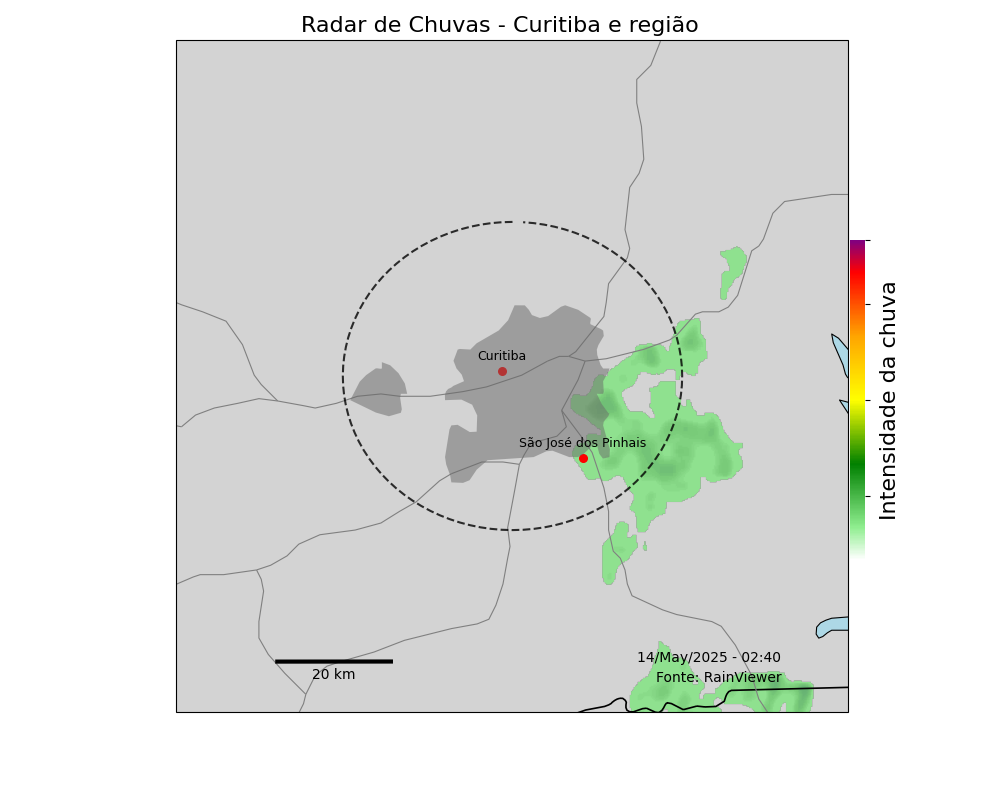 Radar de Chuvas - Curitiba e região
Curitiba
São José dos Pinhais
Intensidade da chuva
14/May/2025 - 02:40
Fonte: RainViewer
20 km